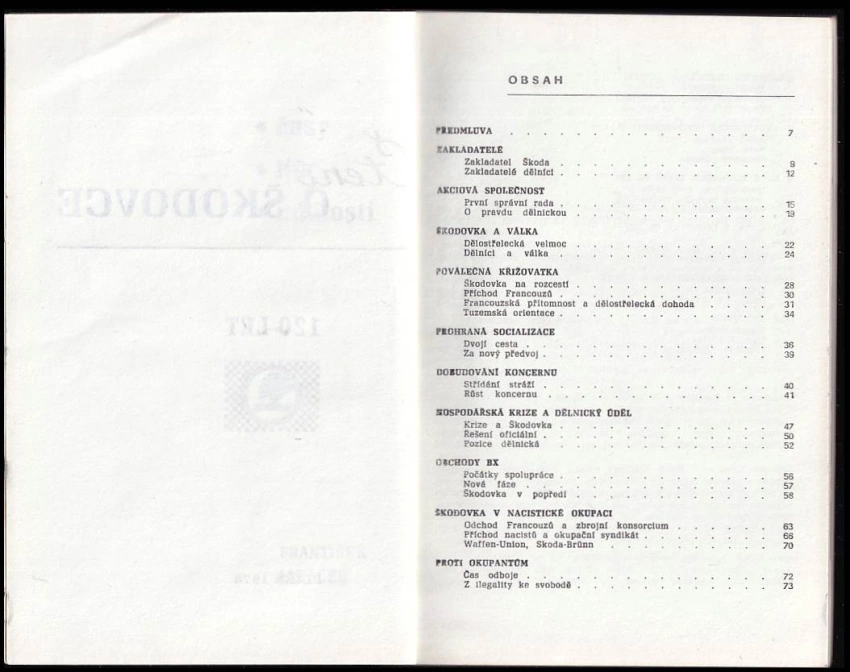 O ŠKODOVCE
120 LET
OBSAH
PŘEDMLUVA . . . . . . . . . . . . . . . . 7
ZAKLADATELÉ
Zakladatel Škoda . . . . . . . . . . . . . 9
Zakladatelé dělníci . . . . . . . . . . . . . 12
AKCIOVÁ SPOLEČNOST
První správní rada . . . . . . . . . . . . . 15
O pravdu dělnickou . . . . . . . . . . . . 19
ŠKODOVKA A VÁLKA
Dělostřelecká velmoc . . . . . . . . . . . . 22
Dělníci a válka . . . . . . . . . . . . . 24
POVÁLEČNÁ KŘIŽOVATKA
Škodovka na rozcestí . . . . . . . . . . . . 28
Příchod Francouzů . . . . . . . . . . . . . 30
Francouzská přítomnost a dělostřelecká dohoda . . . . 31
Tuzemská orientace . . . . . . . . . . . . . 34
PROHRANÁ SOCIALIZACE
Dvojí cesta . . . . . . . . . . . . . . . 36
Za nový předvoj . . . . . . . . . . . . . . 39
DOBUDOVÁNÍ KONCERNU
Střídání stráží . . . . . . . . . . . . . . 40
Růst koncernu . . . . . . . . . . . . . . 41
HOSPODÁŘSKÁ KRIZE A DĚLNICKÝ ÚDĚL
Krize a Škodovka . . . . . . . . . . . . . 47
Řešení oficiální . . . . . . . . . . . . . . 50
Pozice dělnická . . . . . . . . . . . . . 52
OBCHODY BX
Počátky spolupráce . . . . . . . . . . . . . 56
Nová fáze . . . . . . . . . . . . . . . 57
Škodovka v popředí . . . . . . . . . . . . 58
ŠKODOVKA V NACISTICKÉ OKUPACI
Odchod Francouzů a zbrojní konsorcium . . . . . . 63
Příchod nacistů a okupační syndikát . . . . . . . . 66
Waffen-Union, Skoda-Brünn . . . . . . . . . . 70
PROTI OKUPANTŮM
Čas odboje . . . . . . . . . . . . . . . 72
Z ilegality ke svobodě . . . . . . . . . . . . 73